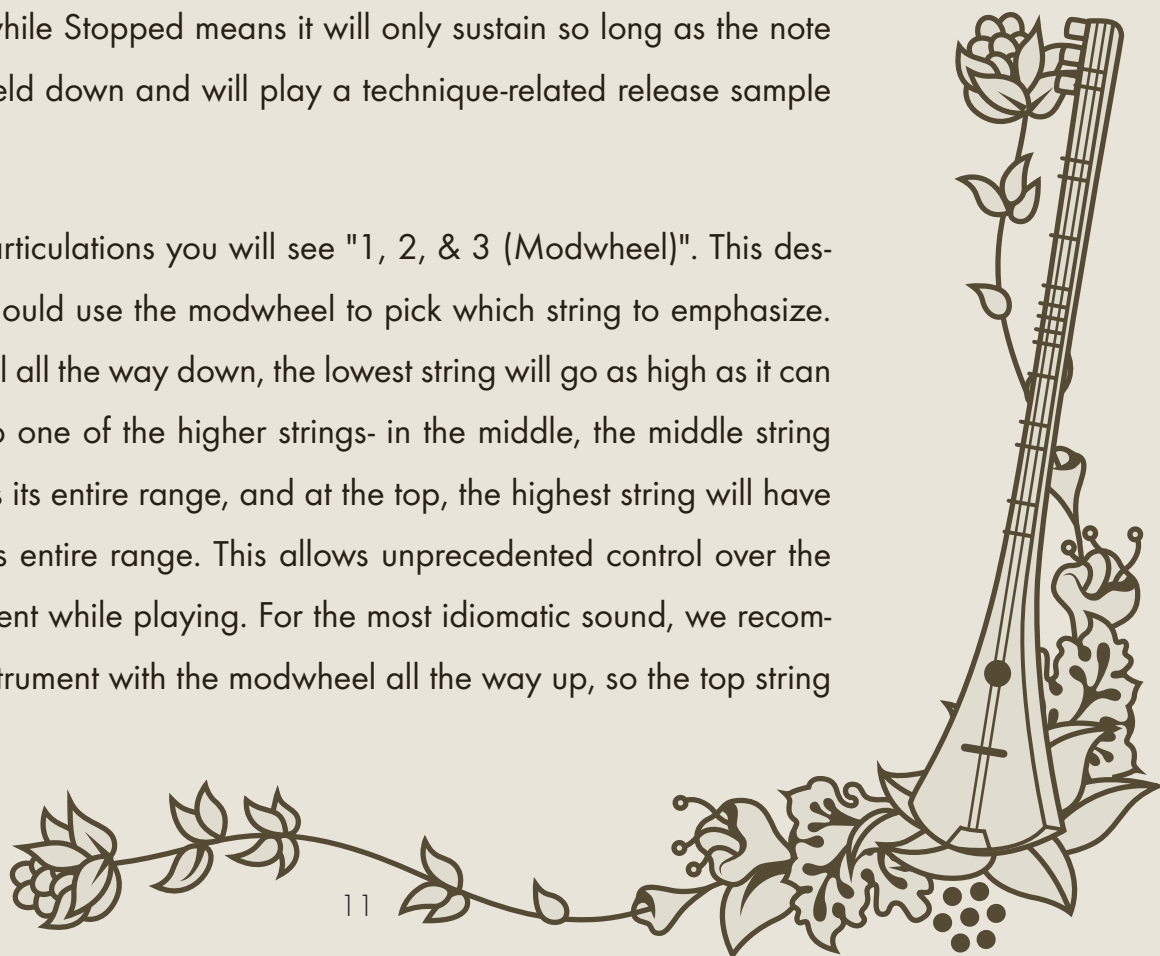 while Stopped means it will only sustain so long as the note
eld down and will play a technique-related release sample
articulations you will see "1, 2, & 3 (Modwheel)". This des-
ould use the modwheel to pick which string to emphasize.
l all the way down, the lowest string will go as high as it can
o one of the higher strings- in the middle, the middle string
s its entire range, and at the top, the highest string will have
s entire range. This allows unprecedented control over the
ent while playing. For the most idiomatic sound, we recom-
trument with the modwheel all the way up, so the top string
11